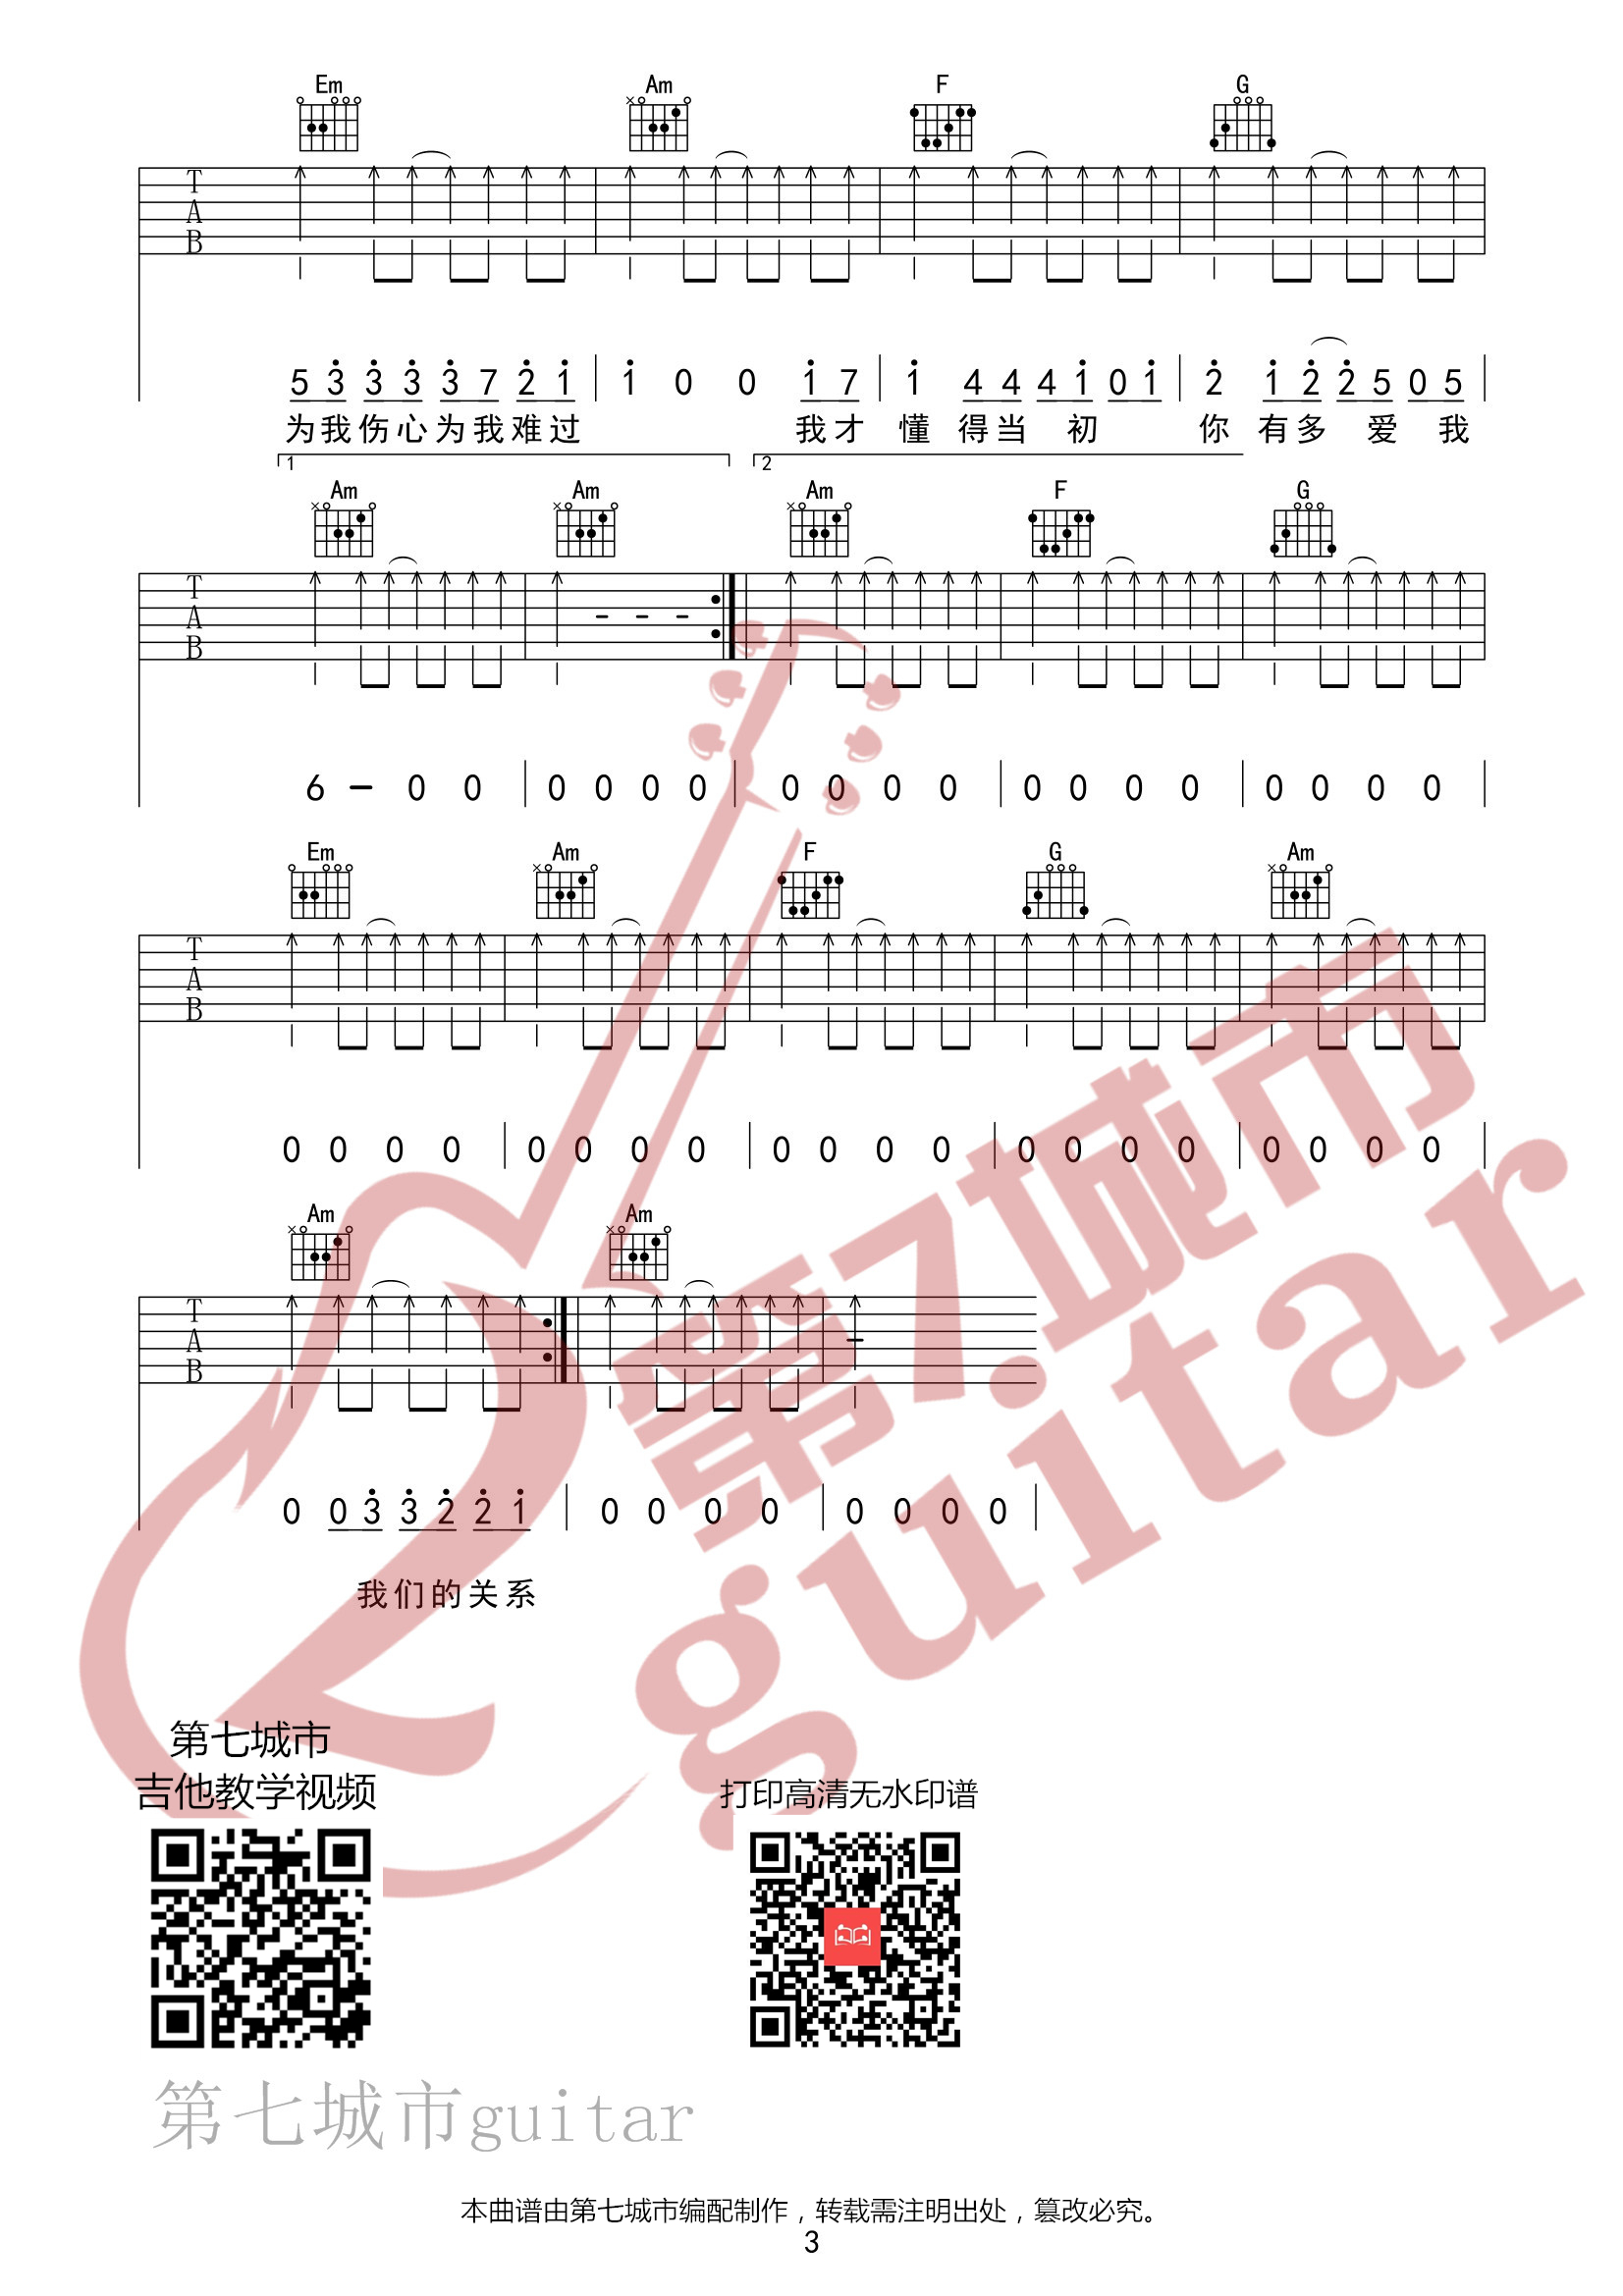 Em Am F G
T
A
B
5 3 3 3 3 7 2 1 | 1 0 0 1 7 | 1 4 4 4 1 0 1 | 2 1 2 2 5 0 5 |
为我伤心为我难过 我才 懂 得当 初 你 有多 爱 我
1 2
Am Am Am F G
T
A
B
6 – 0 0 | 0 0 0 0 | 0 0 0 0 | 0 0 0 0 | 0 0 0 0 |
Em Am F G Am
T
A
B
0 0 0 0 | 0 0 0 0 | 0 0 0 0 | 0 0 0 0 | 0 0 0 0 |
Am Am
T
A
B
0 0 3 3 2 2 1 | 0 0 0 0 | 0 0 0 0 |
我们的关系
第7城市
guitar
第七城市
吉他教学视频
打印高清无水印谱
第七城市guitar
本曲谱由第七城市编配制作，转载需注明出处，篡改必究。
3